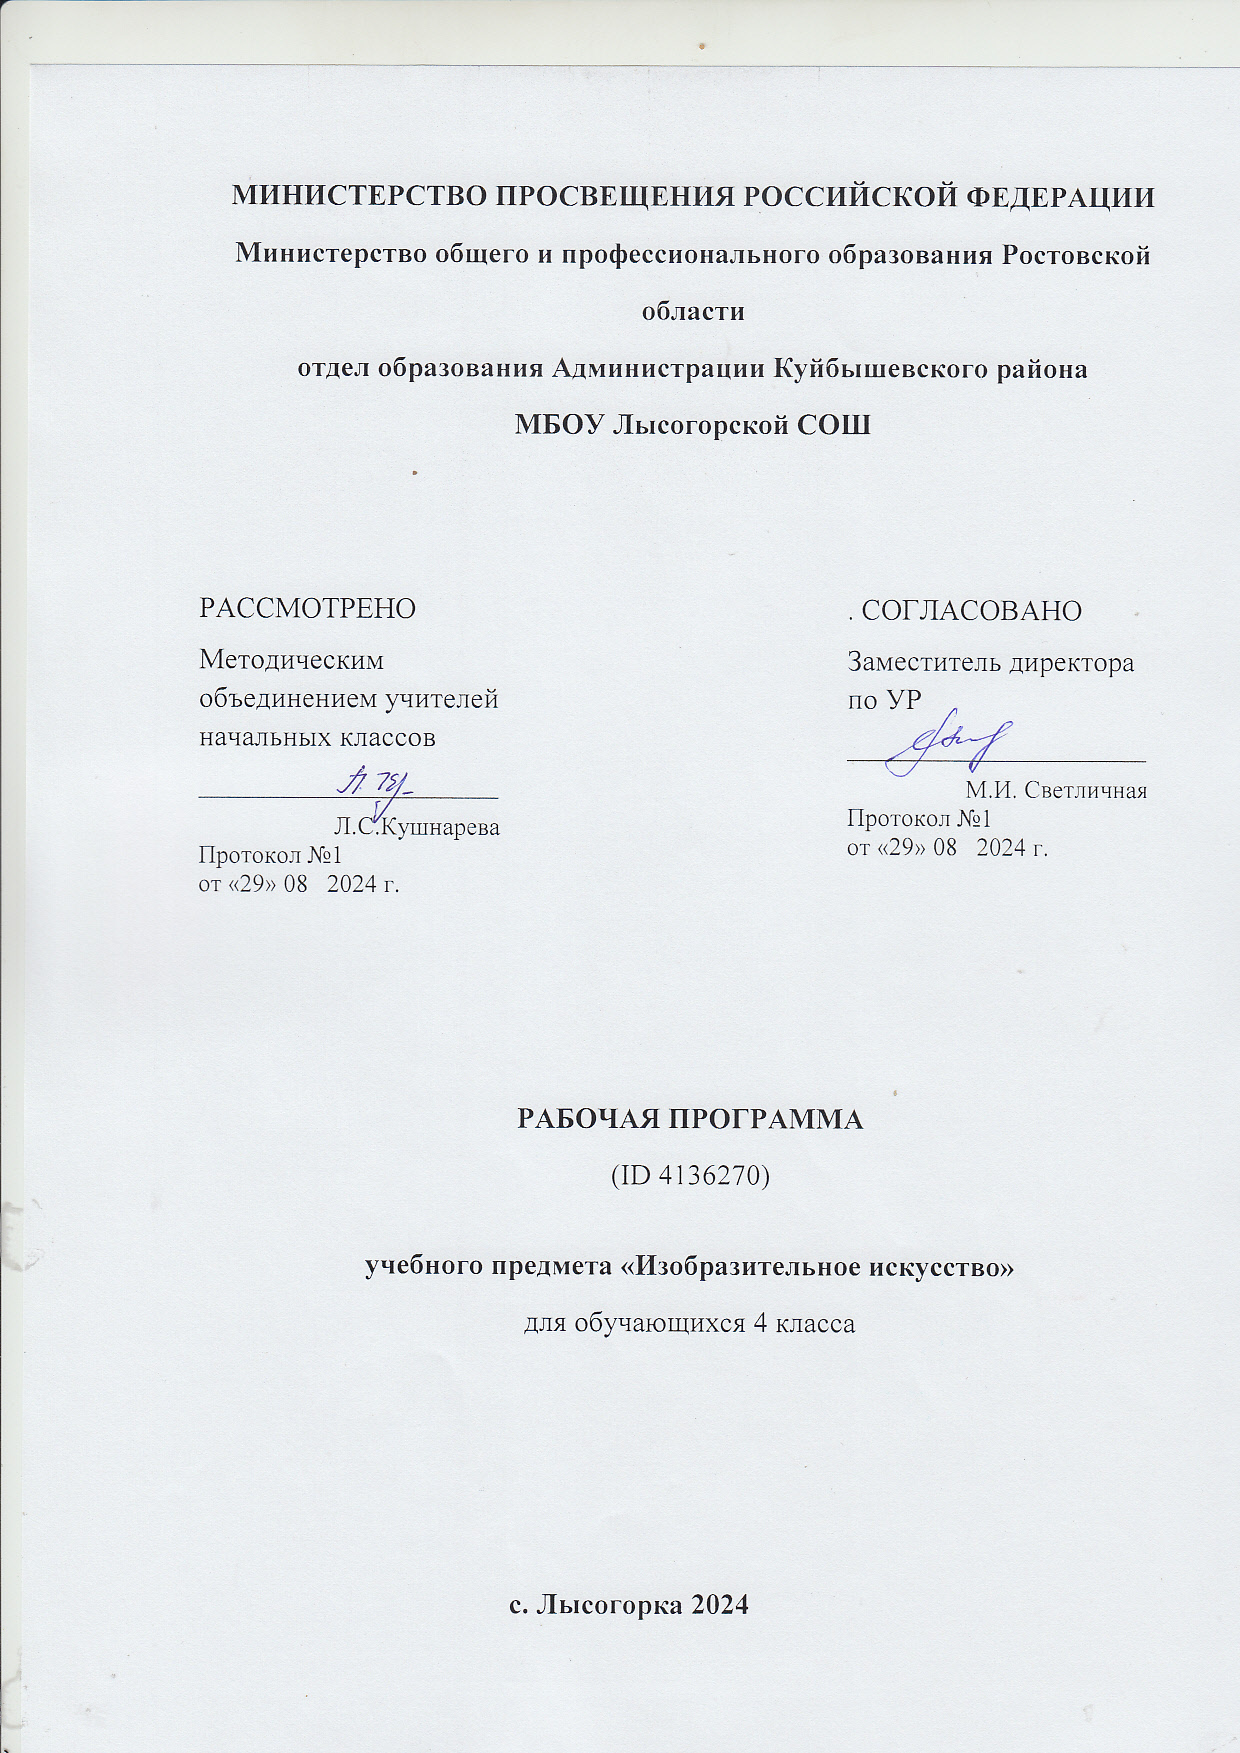 МИНИСТЕРСТВО ПРОСВЕЩЕНИЯ РОССИЙСКОЙ ФЕДЕРАЦИИ
Министерство общего и профессионального образования Ростовской
области
отдел образования Администрации Куйбышевского района
МБОУ Лысогорской СОШ
РАССМОТРЕНО
Методическим
объединением учителей
начальных классов
Л.С.Кушнарева
Протокол №1
от «29» 08 2024 г.
. СОГЛАСОВАНО
Заместитель директора
по УР
М.И. Светличная
Протокол №1
от «29» 08 2024 г.
РАБОЧАЯ ПРОГРАММА
(ID 4136270)
учебного предмета «Изобразительное искусство»
для обучающихся 4 класса
с. Лысогорка 2024